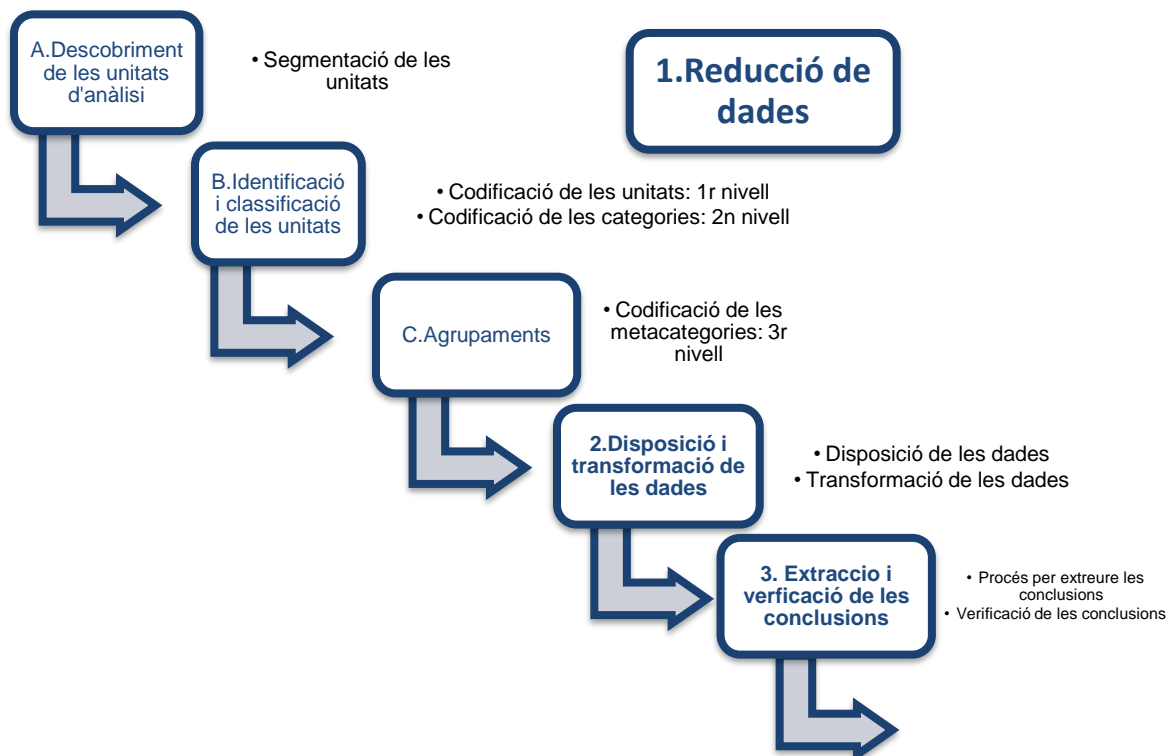 A.Descobriment
de les unitats
d'anàlisi
• Segmentació de les
unitats
1.Reducció de
dades
B.Identificació
i classificació
de les unitats
• Codificació de les unitats: 1r nivell
• Codificació de les categories: 2n nivell
C.Agrupaments
• Codificació de les
metacategories: 3r
nivell
2.Disposició i
transformació de
les dades
• Disposició de les dades
• Transformació de les dades
3. Extraccio i
verficació de les
conclusions
• Procés per extreure les
conclusions
• Verificació de les conclusions